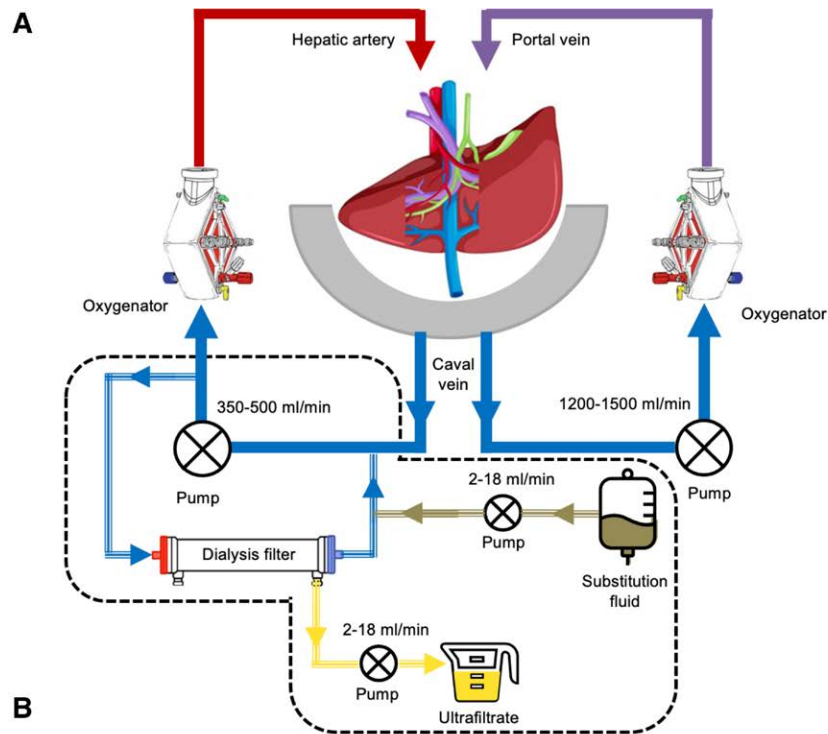 A
Hepatic artery
Portal vein
Oxygenator
Oxygenator
Caval
vein
350-500 ml/min
1200-1500 ml/min
Pump
Pump
2-18 ml/min
Pump
Dialysis filter
Substitution
fluid
2-18 ml/min
Pump
Ultrafiltrate
B